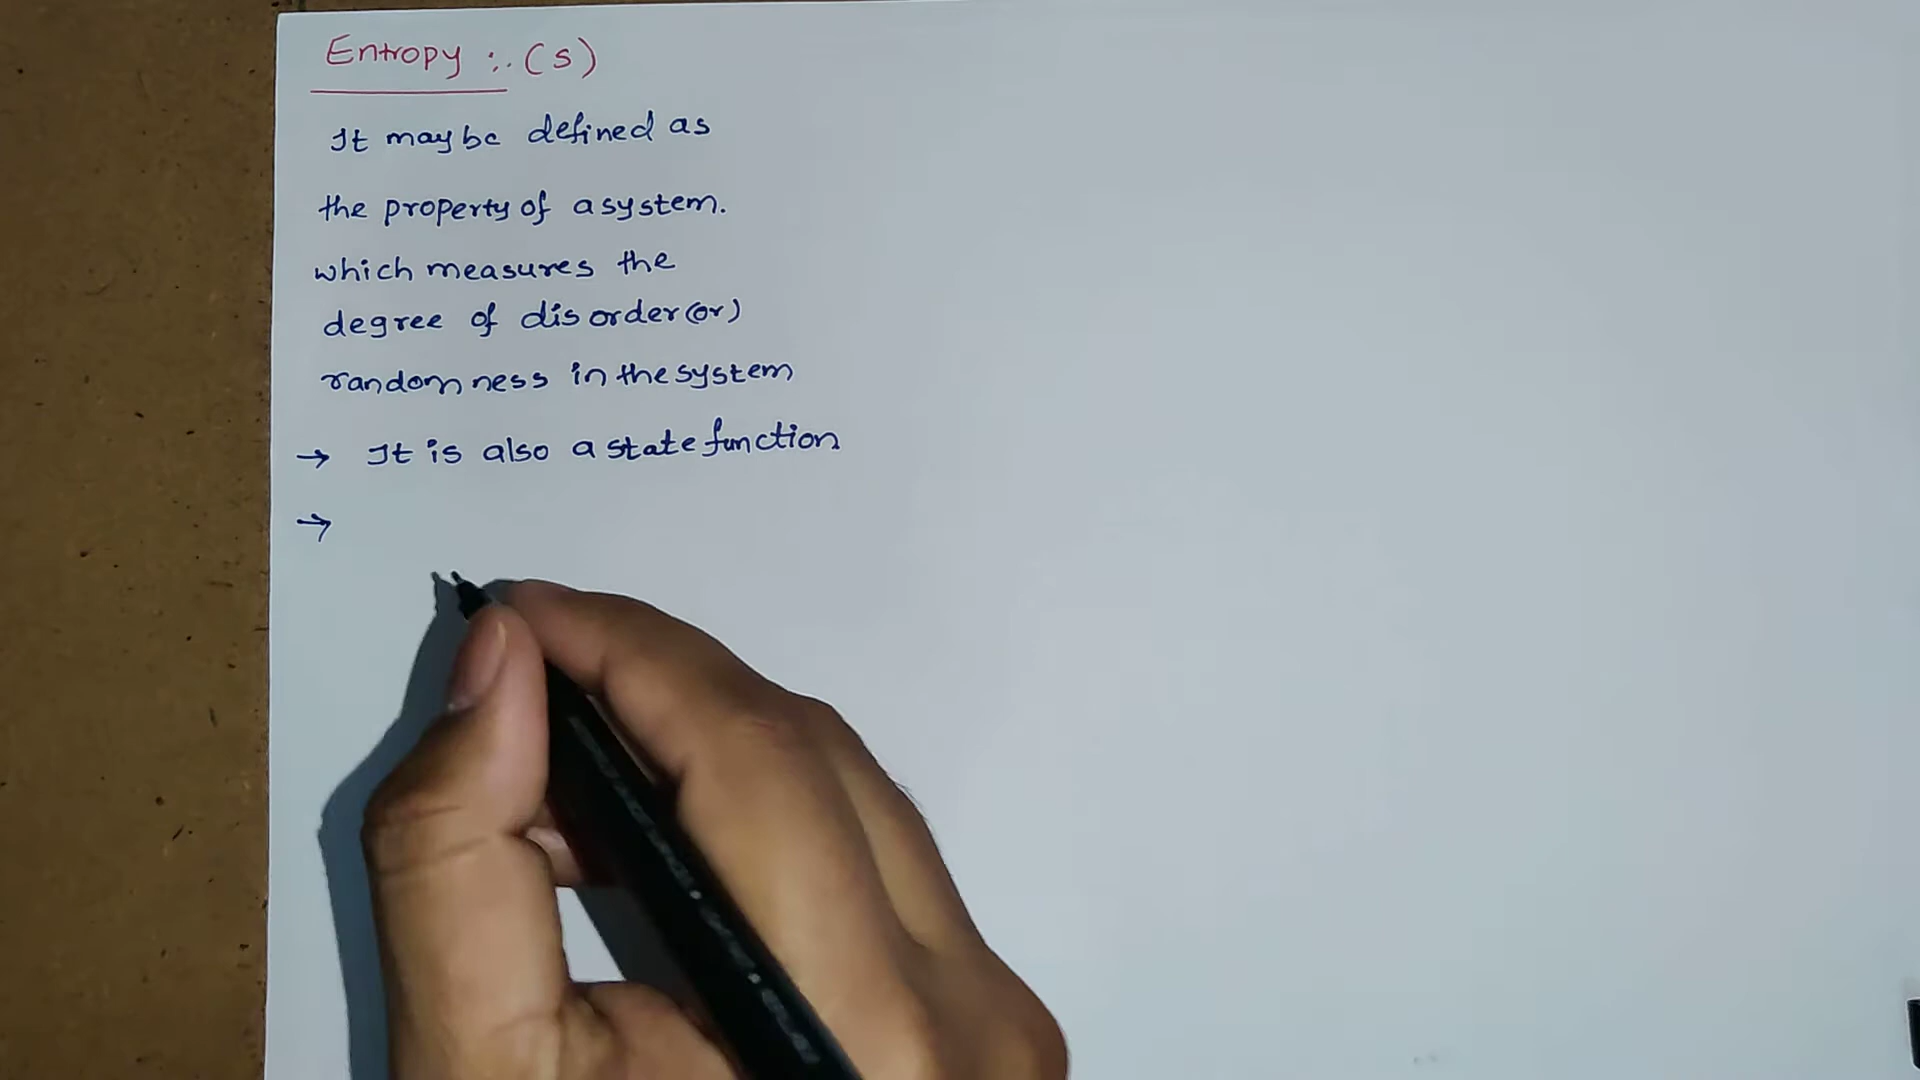 Entropy :. (s)
It may be defined as
the property of a system.
which measures the
degree of disorder (or)
randomness in the system
→ It is also a state function
→